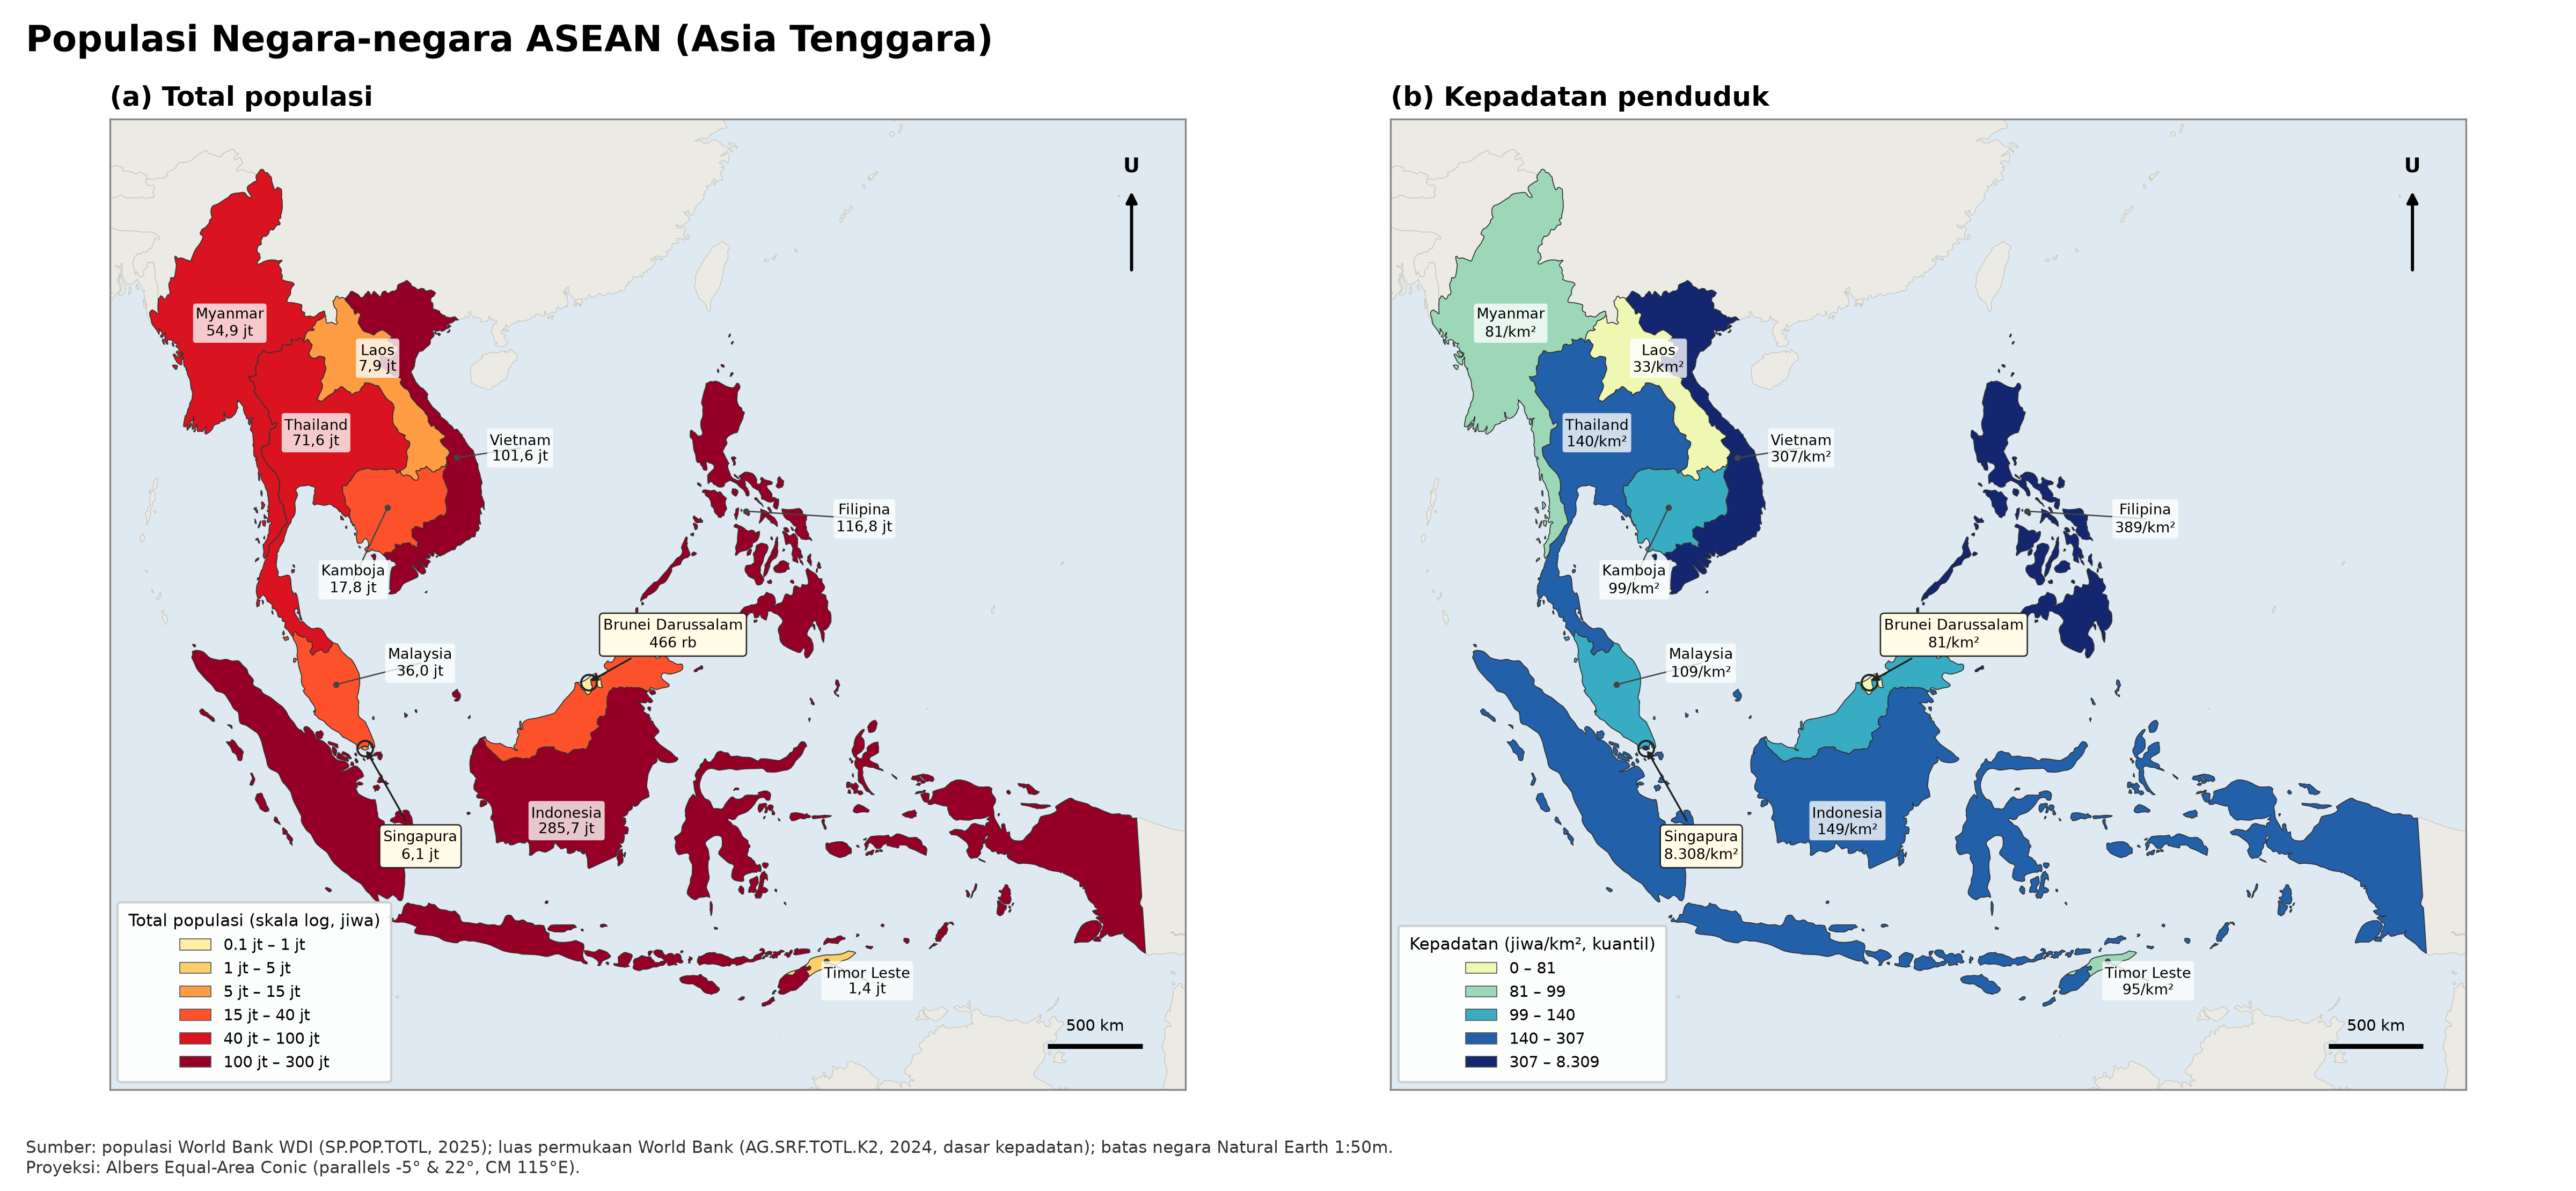 Populasi Negara-negara ASEAN (Asia Tenggara)
(a) Total populasi
U
Myanmar
54,9 jt
Laos
7,9 jt
Thailand
71,6 jt
Vietnam
101,6 jt
Filipina
116,8 jt
Kamboja
17,8 jt
Brunei Darussalam
466 rb
Malaysia
36,0 jt
Indonesia
285,7 jt
Singapura
6,1 jt
Timor Leste
1,4 jt
Total populasi (skala log, jiwa)
0.1 jt – 1 jt
1 jt – 5 jt
5 jt – 15 jt
15 jt – 40 jt
40 jt – 100 jt
100 jt – 300 jt
500 km
(b) Kepadatan penduduk
U
Myanmar
81/km²
Laos
33/km²
Thailand
140/km²
Vietnam
307/km²
Filipina
389/km²
Kamboja
99/km²
Brunei Darussalam
81/km²
Malaysia
109/km²
Indonesia
149/km²
Singapura
8.308/km²
Timor Leste
95/km²
Kepadatan (jiwa/km², kuantil)
0 – 81
81 – 99
99 – 140
140 – 307
307 – 8.309
500 km
Sumber: populasi World Bank WDI (SP.POP.TOTL, 2025); luas permukaan World Bank (AG.SRF.TOTL.K2, 2024, dasar kepadatan); batas negara Natural Earth 1:50m.
Proyeksi: Albers Equal-Area Conic (parallels -5° & 22°, CM 115°E).